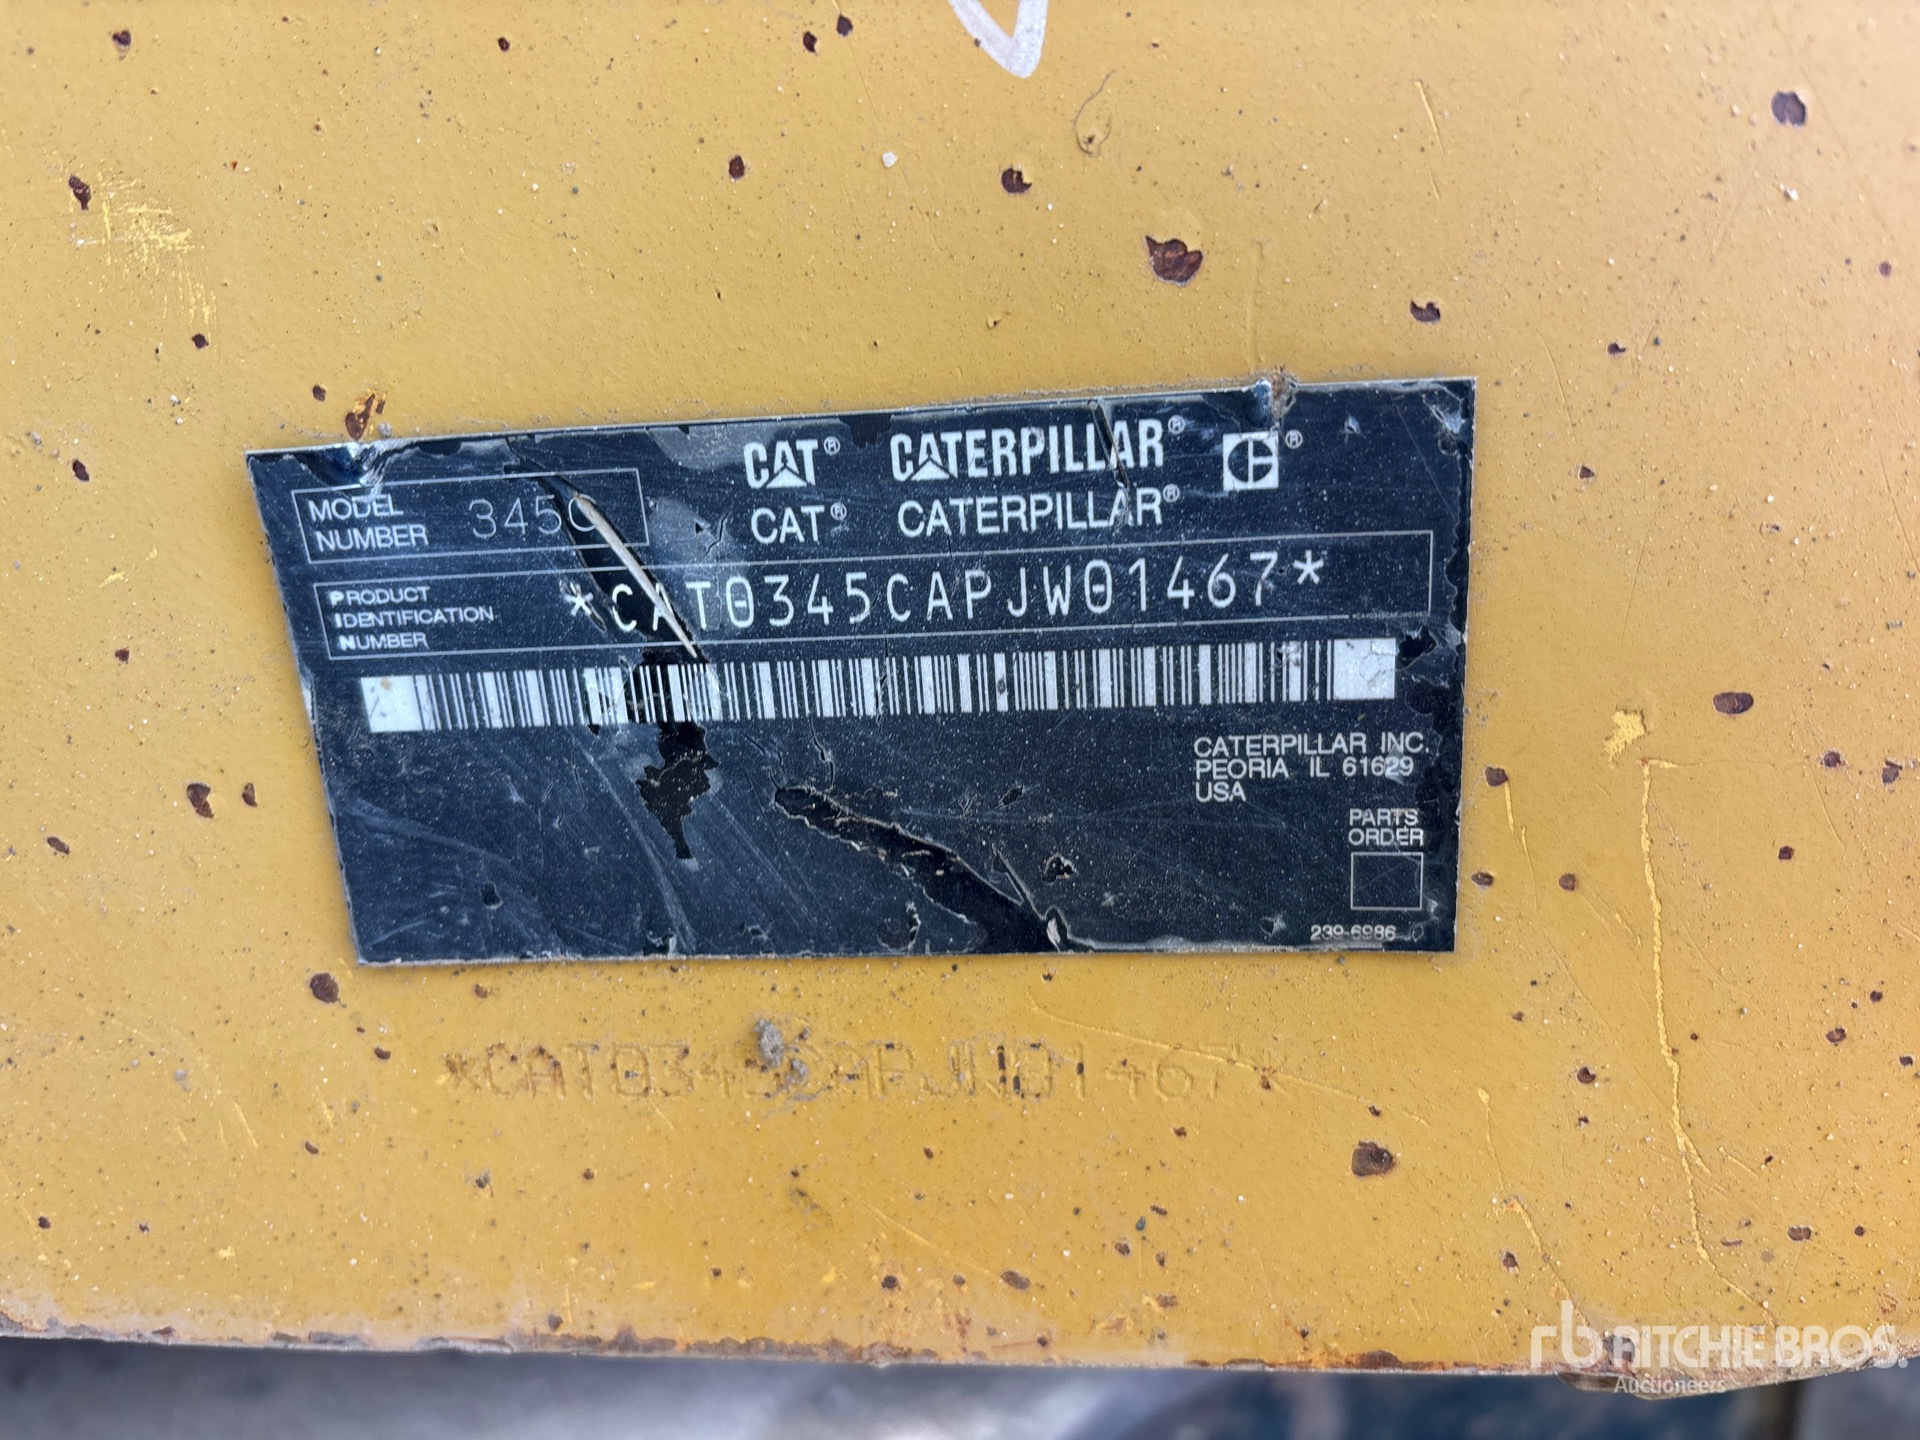 CAT® CATERPILLAR® ®
CAT® CATERPILLAR®
MODEL NUMBER 345C
PRODUCT IDENTIFICATION NUMBER *CAT0345CAPJW01467*
CATERPILLAR INC.
PEORIA IL 61629
USA
PARTS
ORDER
239-6986
*CAT0345CAPJW01467*
rb RITCHIE BROS.
Auctioneers